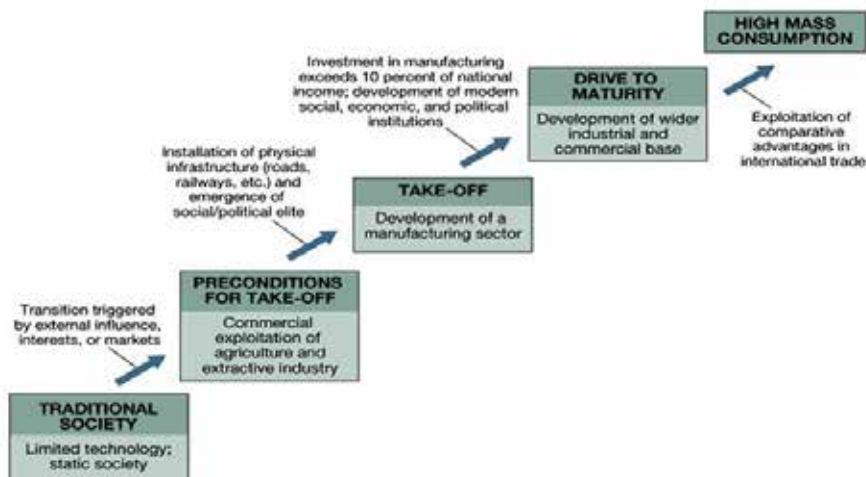 HIGH MASS
CONSUMPTION
Investment in manufacturing
exceeds 10 percent of national
income; development of modern
social, economic, and political
institutions
DRIVE TO
MATURITY
Development of wider
industrial and
commercial base
Exploitation of
comparative
advantages in
international trade
Installation of physical
infrastructure (roads,
railways, etc.) and
emergence of
social/political elite
TAKE-OFF
Development of a
manufacturing sector
PRECONDITIONS
FOR TAKE-OFF
Commercial
exploitation of
agriculture and
extractive industry
Transition triggered
by external influence,
interests, or markets
TRADITIONAL
SOCIETY
Limited technology;
static society